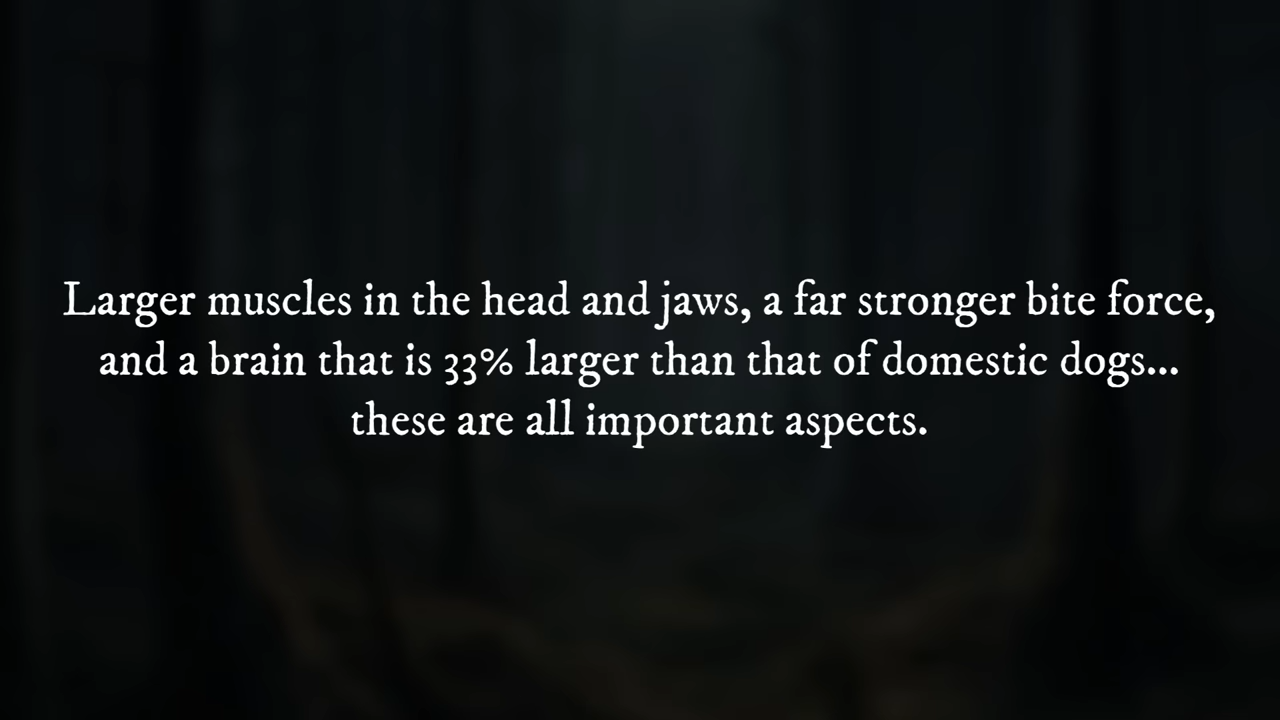 Larger muscles in the head and jaws, a far stronger bite force,
and a brain that is 33% larger than that of domestic dogs...
these are all important aspects.